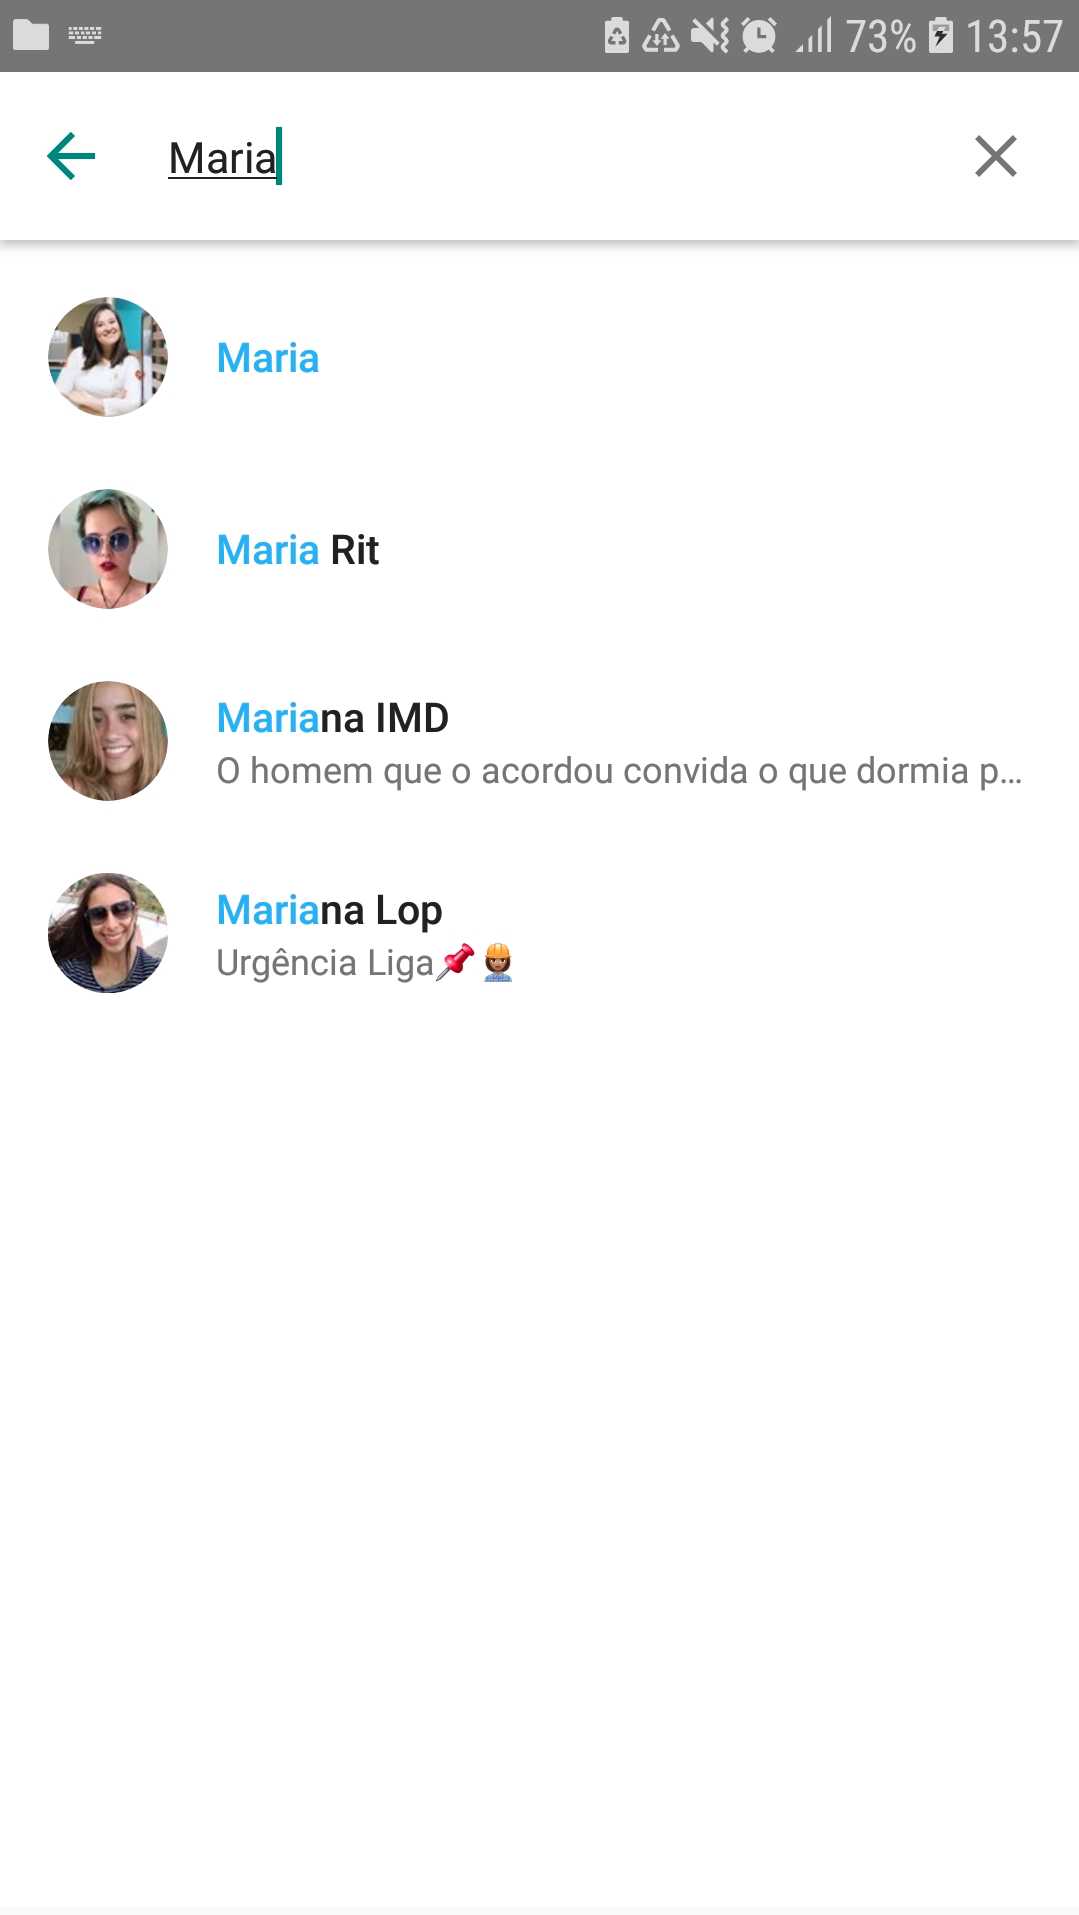 73% 13:57
Maria
Maria
Maria Rit
Mariana IMD
O homem que o acordou convida o que dormia p...
Mariana Lop
Urgência Liga📌👷🏾‍♀️